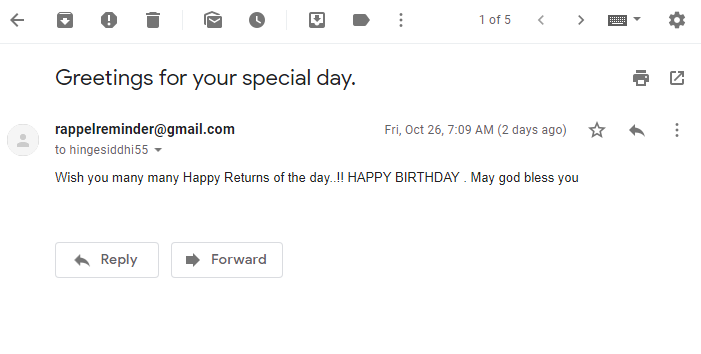 1 of 5
Greetings for your special day.
rappelreminder@gmail.com
Fri, Oct 26, 7:09 AM (2 days ago)
to hingesiddhi55
Wish you many many Happy Returns of the day..!! HAPPY BIRTHDAY . May god bless you
Reply
Forward